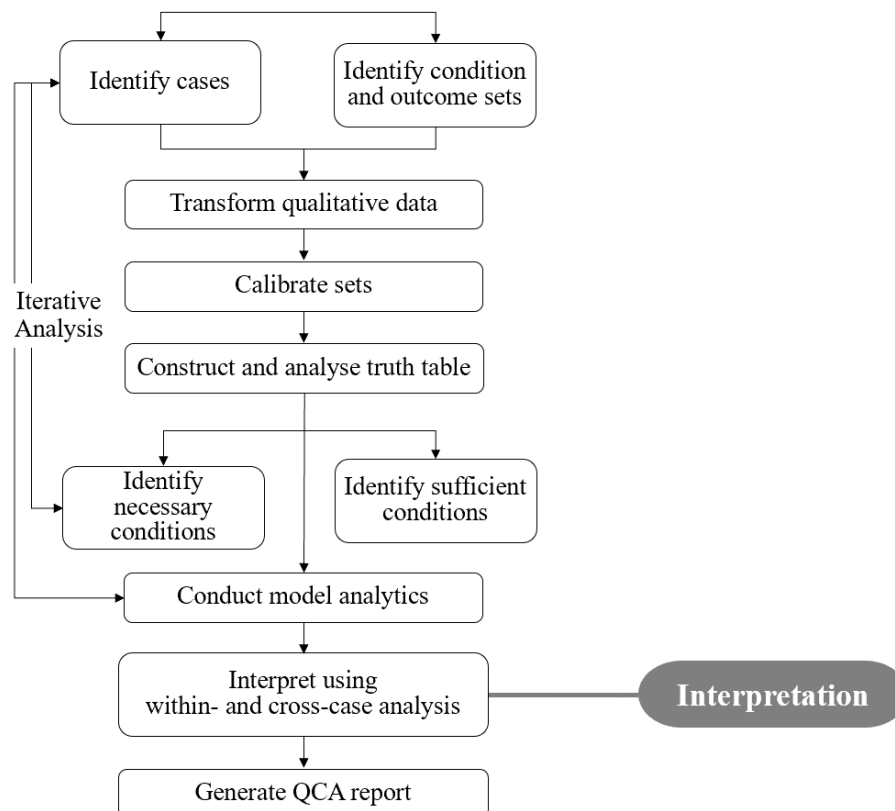 Identify cases
Identify condition
and outcome sets
Transform qualitative data
Calibrate sets
Iterative
Analysis
Construct and analyse truth table
Identify
necessary
conditions
Identify sufficient
conditions
Conduct model analytics
Interpret using
within- and cross-case analysis
Interpretation
Generate QCA report